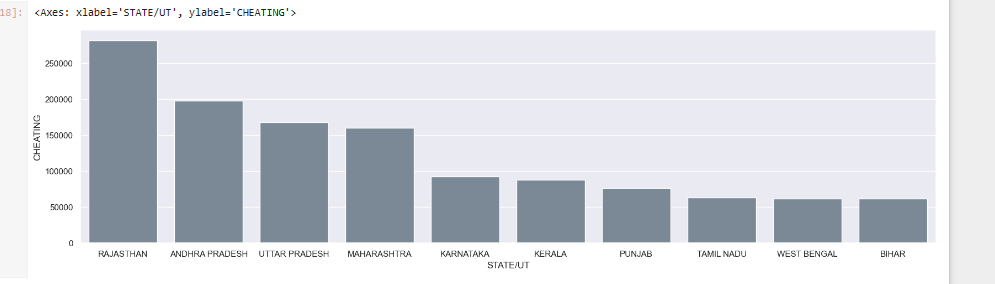 18]: <Axes: xlabel='STATE/UT', ylabel='CHEATING'>
250000
200000
150000
100000
50000
0
CHEATING
RAJASTHAN ANDHRA PRADESH UTTAR PRADESH MAHARASHTRA KARNATAKA KERALA PUNJAB TAMIL NADU WEST BENGAL BIHAR
STATE/UT